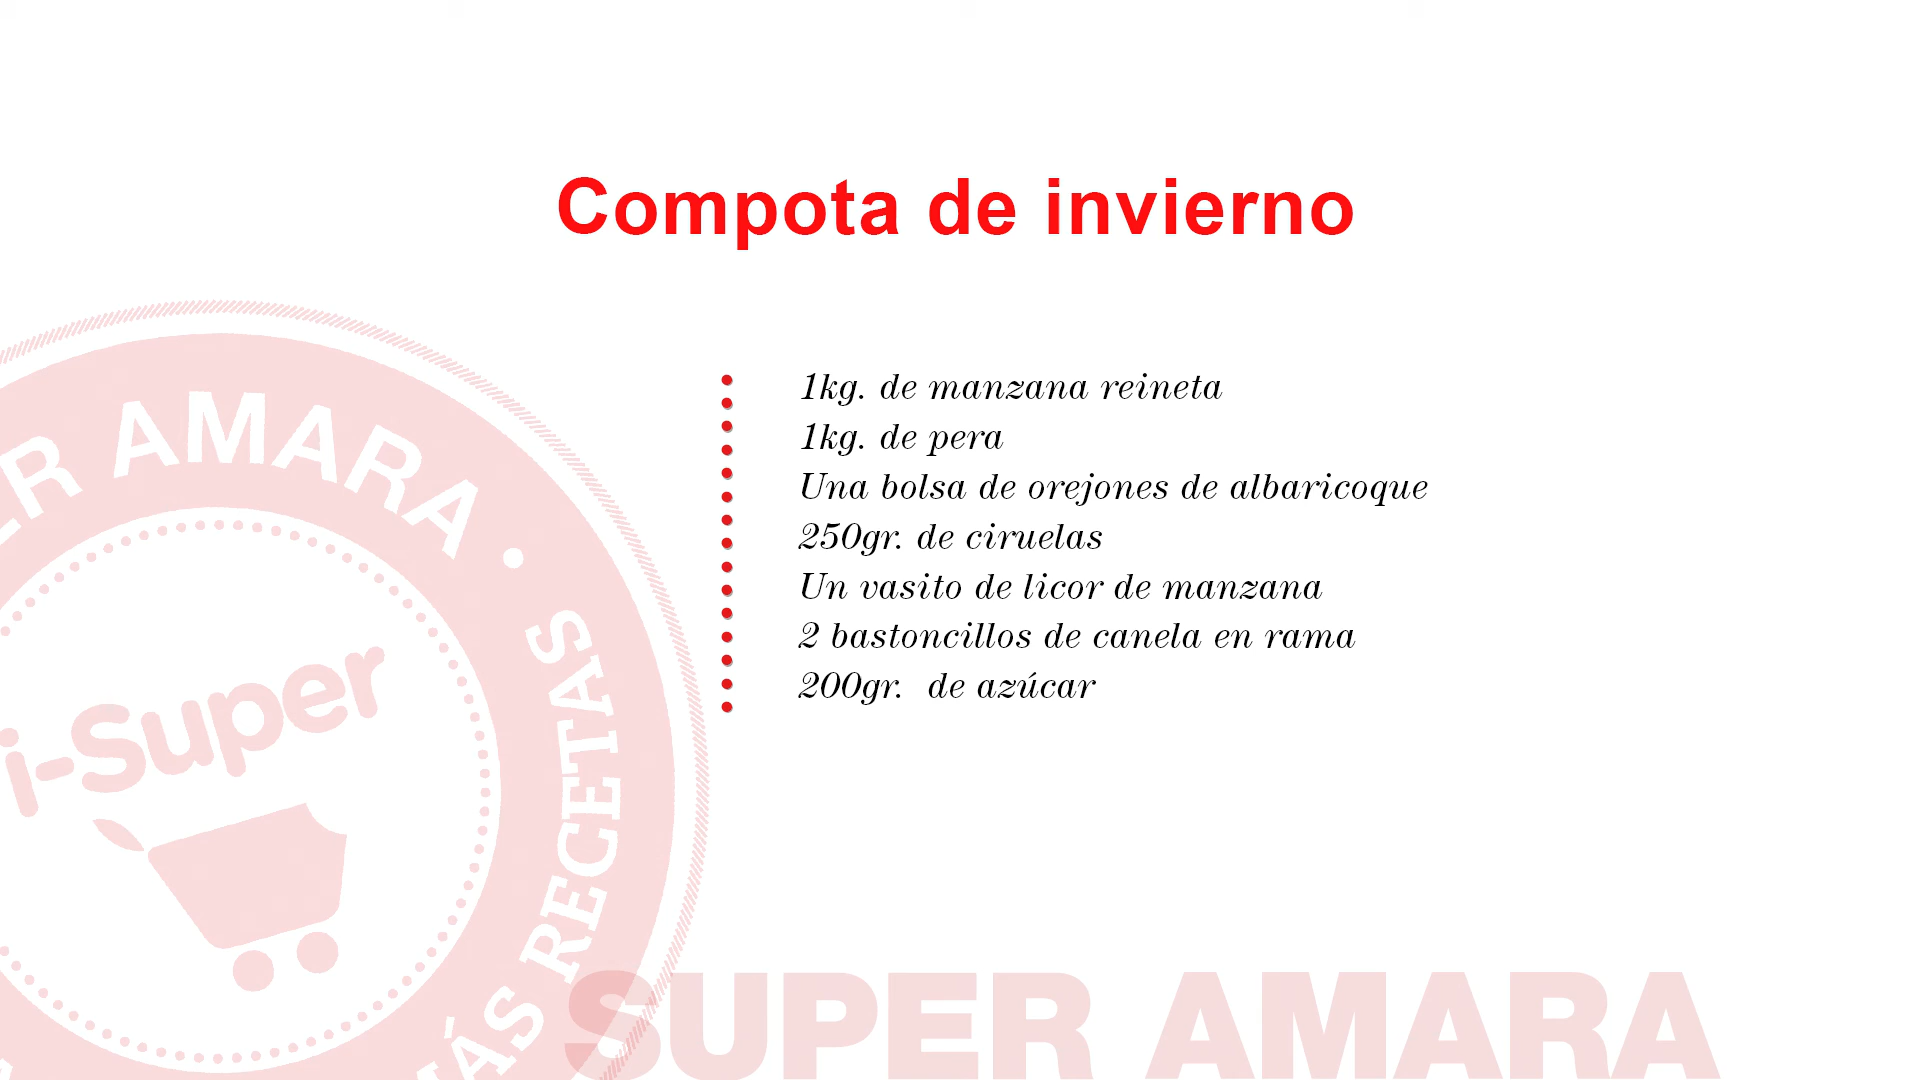 Compota de invierno
1kg. de manzana reineta
1kg. de pera
Una bolsa de orejones de albaricoque
250gr. de ciruelas
Un vasito de licor de manzana
2 bastoncillos de canela en rama
200gr.  de azúcar
ER AMARA • ÁS RECETAS
i-Super
SUPER AMARA